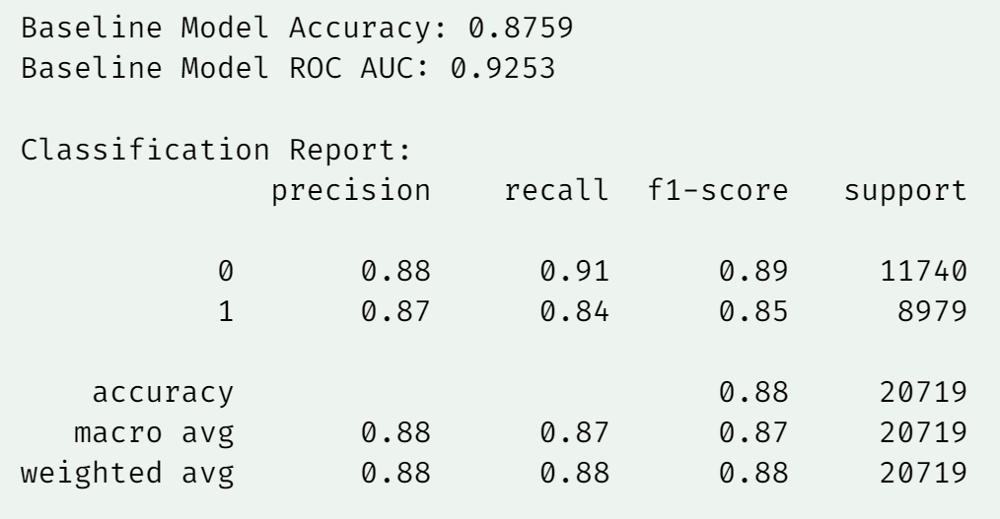 Baseline Model Accuracy: 0.8759
Baseline Model ROC AUC: 0.9253
Classification Report:
precision recall f1-score support
0 0.88 0.91 0.89 11740
1 0.87 0.84 0.85 8979
accuracy 0.88 20719
macro avg 0.88 0.87 0.87 20719
weighted avg 0.88 0.88 0.88 20719